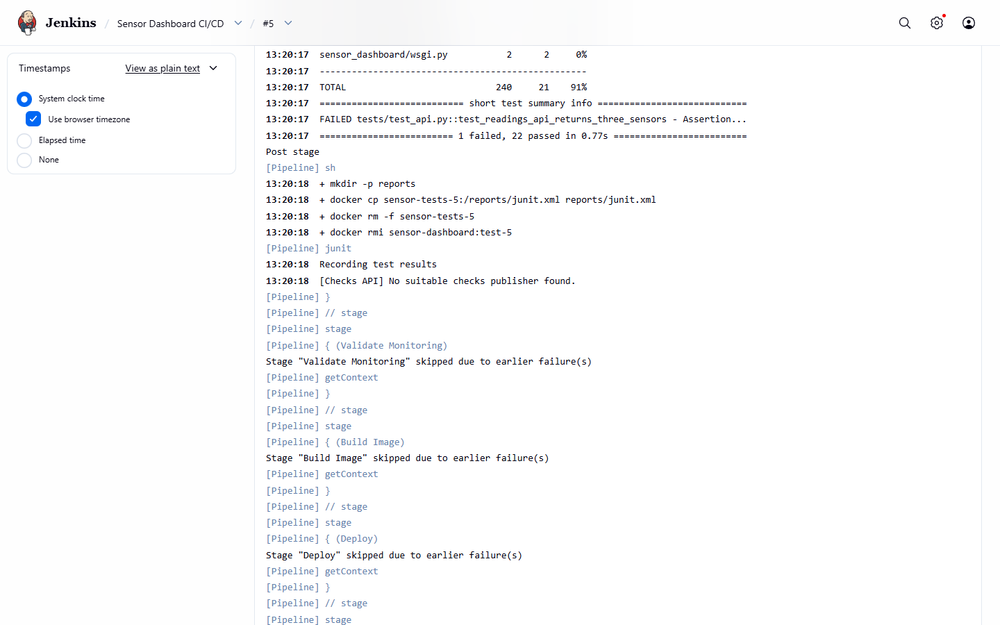 Jenkins / Sensor Dashboard CI/CD / #5
Timestamps View as plain text
System clock time
Use browser timezone
Elapsed time
None
13:20:17 sensor_dashboard/wsgi.py 2 2 0%
13:20:17 --------------------------------------------------
13:20:17 TOTAL 240 21 91%
13:20:17 =========================== short test summary info ============================
13:20:17 FAILED tests/test_api.py::test_readings_api_returns_three_sensors - Assertion...
13:20:17 ========================= 1 failed, 22 passed in 0.77s =========================
Post stage
[Pipeline] sh
13:20:18 + mkdir -p reports
13:20:18 + docker cp sensor-tests-5:/reports/junit.xml reports/junit.xml
13:20:18 + docker rm -f sensor-tests-5
13:20:18 + docker rmi sensor-dashboard:test-5
[Pipeline] junit
13:20:18 Recording test results
13:20:18 [Checks API] No suitable checks publisher found.
[Pipeline] }
[Pipeline] // stage
[Pipeline] stage
[Pipeline] { (Validate Monitoring)
Stage "Validate Monitoring" skipped due to earlier failure(s)
[Pipeline] getContext
[Pipeline] }
[Pipeline] // stage
[Pipeline] stage
[Pipeline] { (Build Image)
Stage "Build Image" skipped due to earlier failure(s)
[Pipeline] getContext
[Pipeline] }
[Pipeline] // stage
[Pipeline] stage
[Pipeline] { (Deploy)
Stage "Deploy" skipped due to earlier failure(s)
[Pipeline] getContext
[Pipeline] }
[Pipeline] // stage
[Pipeline] stage